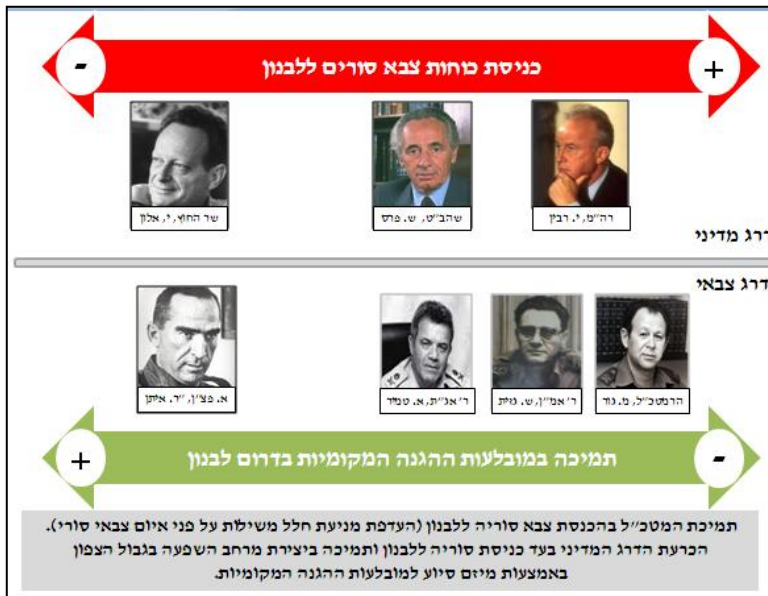 כניסת כוחות צבא סורים ללבנון
+
-
רה״מ, י. רבין
שהב״ט, ש. פרס
שר החוץ, י, אלון
דרג מדיני
דרג צבאי
הרמטכ״ל, מ. גור
ר׳ אמ״ן, ש. גזית
ר׳ אג״ת, א. טמיר
א. פצ״ן, ״ר. איתן
תמיכה במובלעות ההגנה המקומיות בדרום לבנון
-
+
תמיכת המטכ״ל בהכנסת צבא סוריה ללבנון (העדפת מניעת חלל משילות על פני איום צבאי סורי).
הכרעת הדרג המדיני בעד כניסת סוריה ללבנון ותמיכה ביצירת מרחב השפעה בגבול הצפון
באמצעות מיזם סיוע למובלעות ההגנה המקומיות.